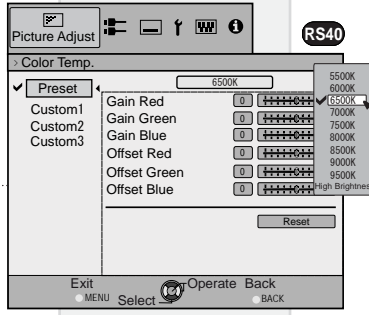 Picture Adjust
RS40
> Color Temp.
Preset
Custom1
Custom2
Custom3
6500K
Gain Red 0
Gain Green 0
Gain Blue 0
Offset Red 0
Offset Green 0
Offset Blue 0
Reset
5500K
6000K
6500K
7000K
7500K
8000K
8500K
9000K
9500K
High Brightnes
Exit
MENU
Select
Operate
Back
BACK